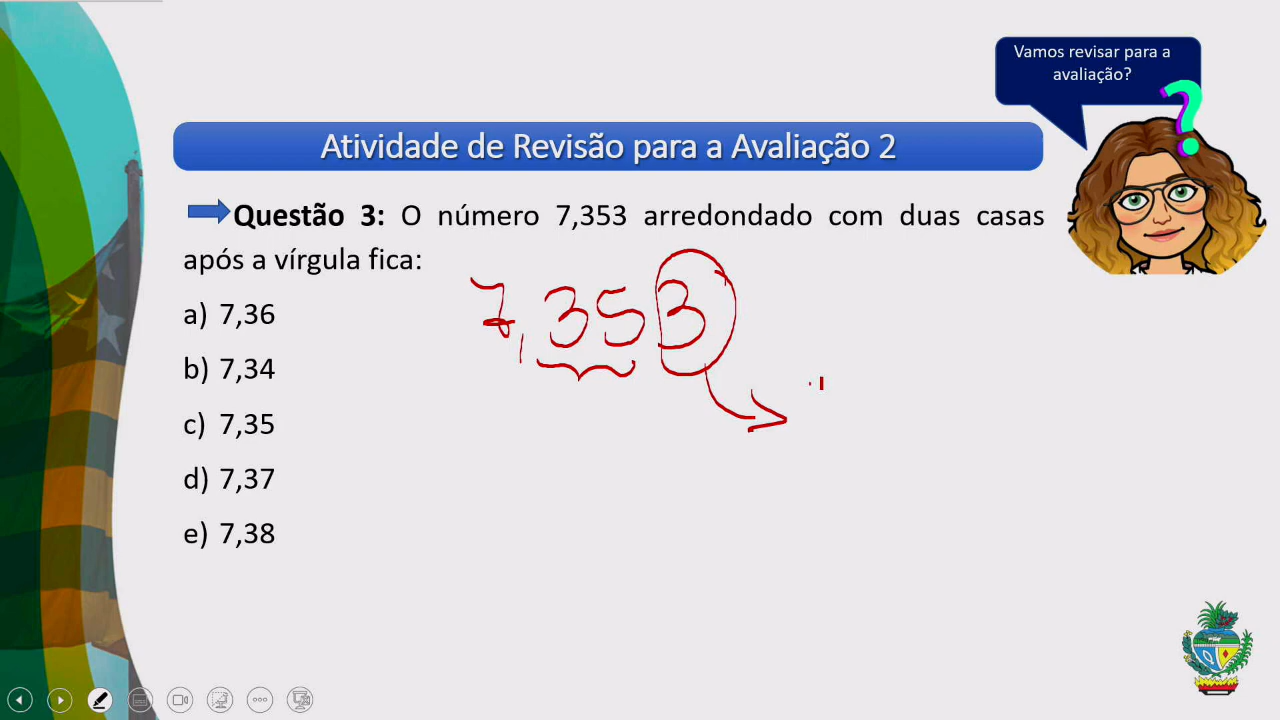 Vamos revisar para a
avaliação?
Atividade de Revisão para a Avaliação 2
Questão 3: O número 7,353 arredondado com duas casas
após a vírgula fica:
7,353
a) 7,36
b) 7,34
c) 7,35
d) 7,37
e) 7,38